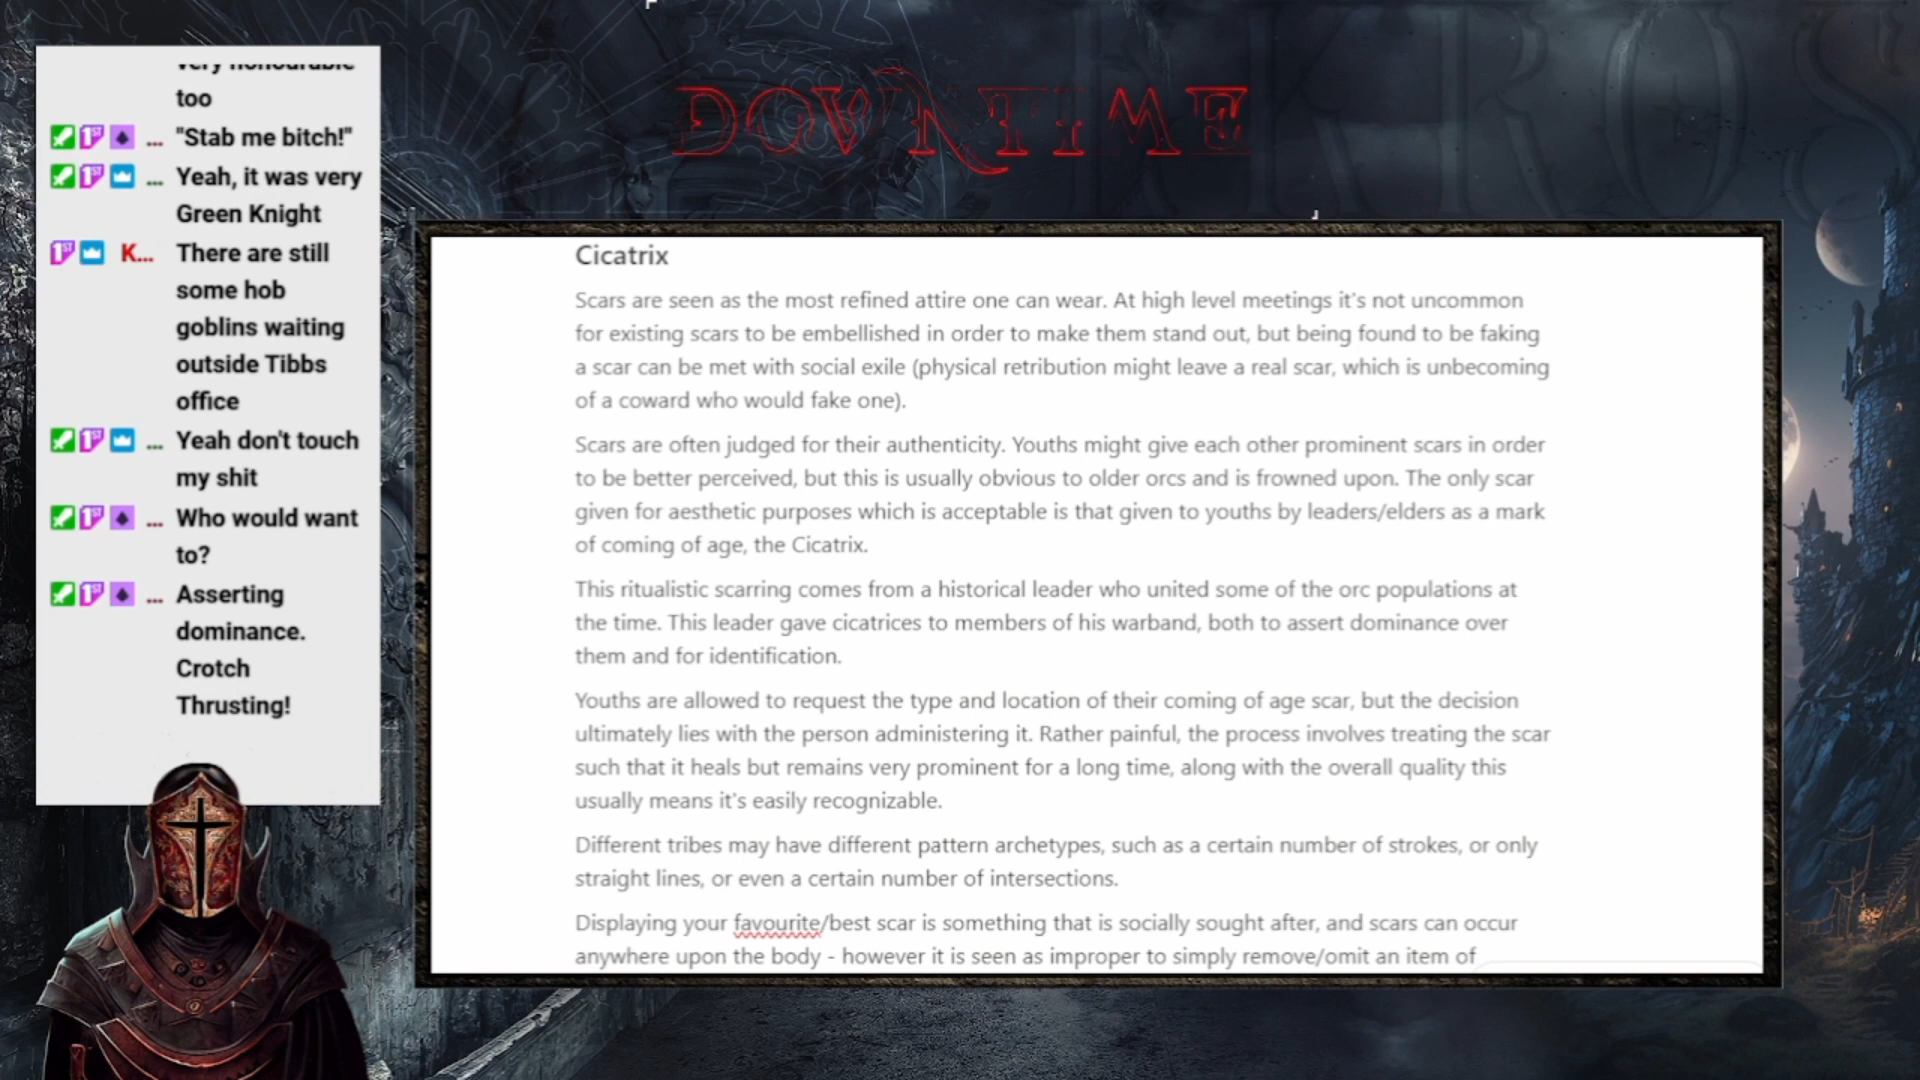 DOWNTIME
very honourable
too
"Stab me bitch!"
Yeah, it was very
Green Knight
K... There are still
some hob
goblins waiting
outside Tibbs
office
Yeah don't touch
my shit
Who would want
to?
Asserting
dominance.
Crotch
Thrusting!
Cicatrix
Scars are seen as the most refined attire one can wear. At high level meetings it's not uncommon
for existing scars to be embellished in order to make them stand out, but being found to be faking
a scar can be met with social exile (physical retribution might leave a real scar, which is unbecoming
of a coward who would fake one).
Scars are often judged for their authenticity. Youths might give each other prominent scars in order
to be better perceived, but this is usually obvious to older orcs and is frowned upon. The only scar
given for aesthetic purposes which is acceptable is that given to youths by leaders/elders as a mark
of coming of age, the Cicatrix.
This ritualistic scarring comes from a historical leader who united some of the orc populations at
the time. This leader gave cicatrices to members of his warband, both to assert dominance over
them and for identification.
Youths are allowed to request the type and location of their coming of age scar, but the decision
ultimately lies with the person administering it. Rather painful, the process involves treating the scar
such that it heals but remains very prominent for a long time, along with the overall quality this
usually means it's easily recognizable.
Different tribes may have different pattern archetypes, such as a certain number of strokes, or only
straight lines, or even a certain number of intersections.
Displaying your favourite/best scar is something that is socially sought after, and scars can occur
anywhere upon the body - however it is seen as improper to simply remove/omit an item of